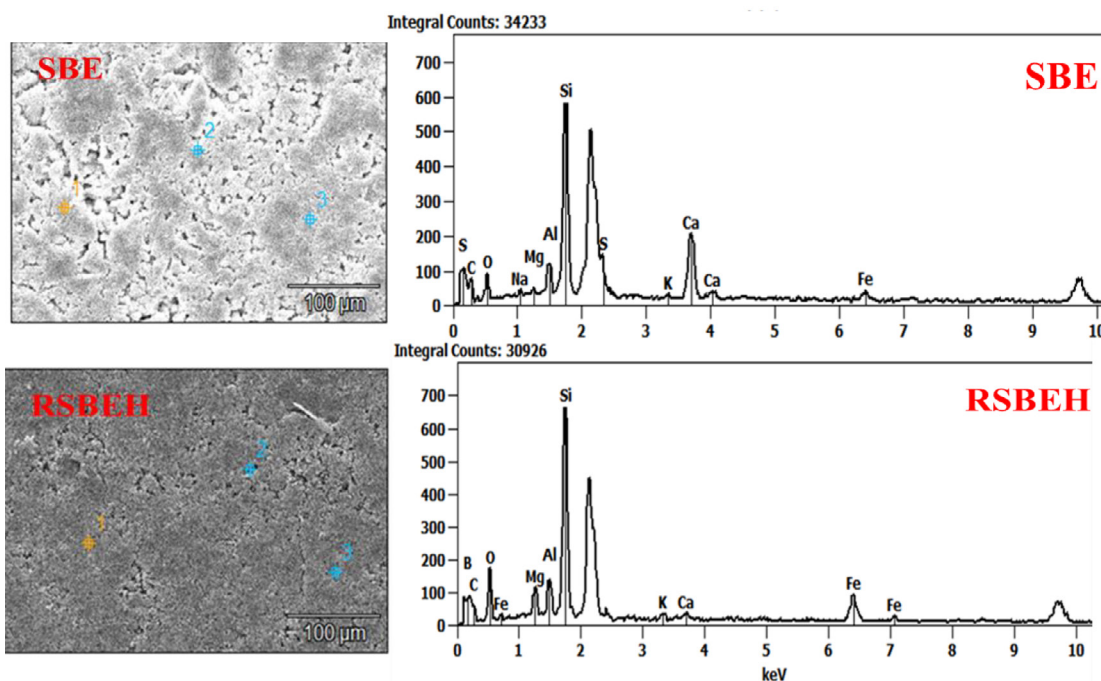 SBE
1
2
3
100 µm
Integral Counts: 34233
SBE
700
600
500
400
300
200
100
0
S
C
O
Na
Mg
Al
Si
S
K
Ca
Ca
Fe
0 1 2 3 4 5 6 7 8 9 10
RSBEH
1
2
3
100 µm
Integral Counts: 30926
RSBEH
700
600
500
400
300
200
100
0
B
C
O
Fe
Mg
Al
Si
K
Ca
Fe
Fe
0 1 2 3 4 5 6 7 8 9 10
keV